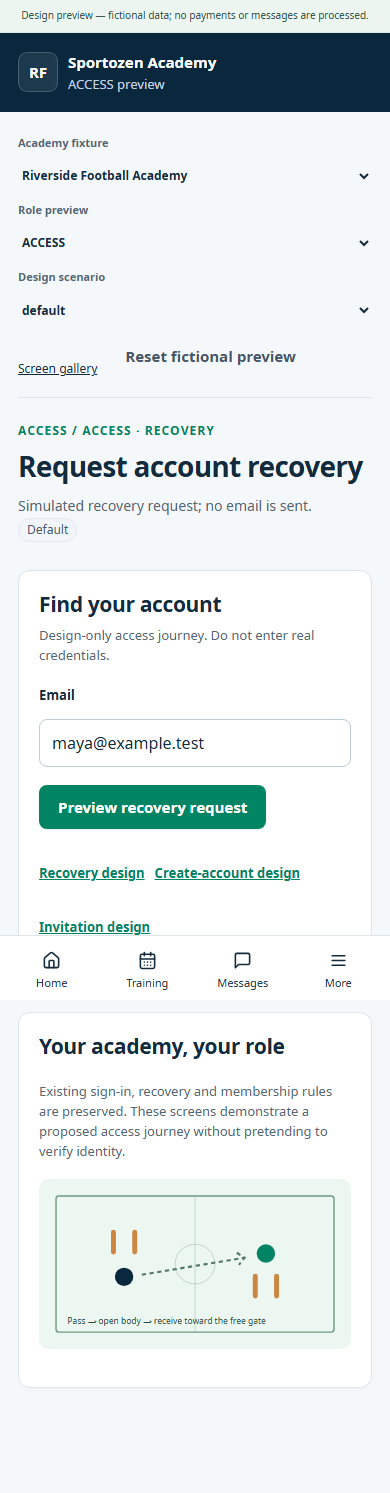 Design preview — fictional data; no payments or messages are processed.
RF
Sportozen Academy
ACCESS preview
Academy fixture
Riverside Football Academy
Role preview
ACCESS
Design scenario
default
Screen gallery
Reset fictional preview
ACCESS / ACCESS · RECOVERY
Request account recovery
Simulated recovery request; no email is sent.
Default
Find your account
Design-only access journey. Do not enter real
credentials.
Email
maya@example.test
Preview recovery request
Recovery design Create-account design
Invitation design
Home Training Messages More
Your academy, your role
Existing sign-in, recovery and membership rules
are preserved. These screens demonstrate a
proposed access journey without pretending to
verify identity.
Pass → open body → receive toward the free gate